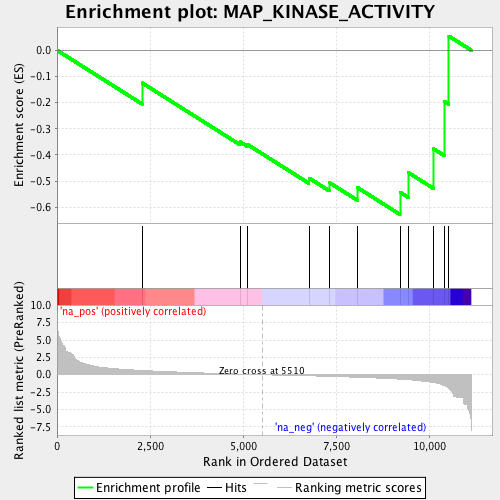 Enrichment plot: MAP_KINASE_ACTIVITY
Enrichment score (ES)
0.0
-0.1
-0.2
-0.3
-0.4
-0.5
-0.6
Ranked list metric (PreRanked)
10.0
7.5
5.0
2.5
0.0
-2.5
-5.0
-7.5
'na_pos' (positively correlated)
Zero cross at 5510
'na_neg' (negatively correlated)
0 2,500 5,000 7,500 10,000
Rank in Ordered Dataset
Enrichment profile Hits Ranking metric scores